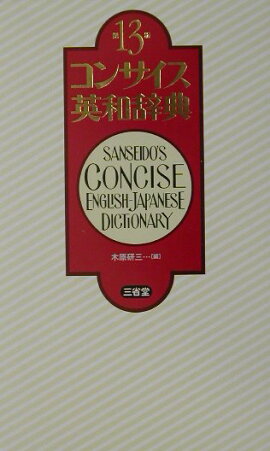 第13版
コンサイス
英和辞典
SANSEIDO'S
CONCISE
ENGLISH-JAPANESE
DICTIONARY
木原研三…[編]
三省堂